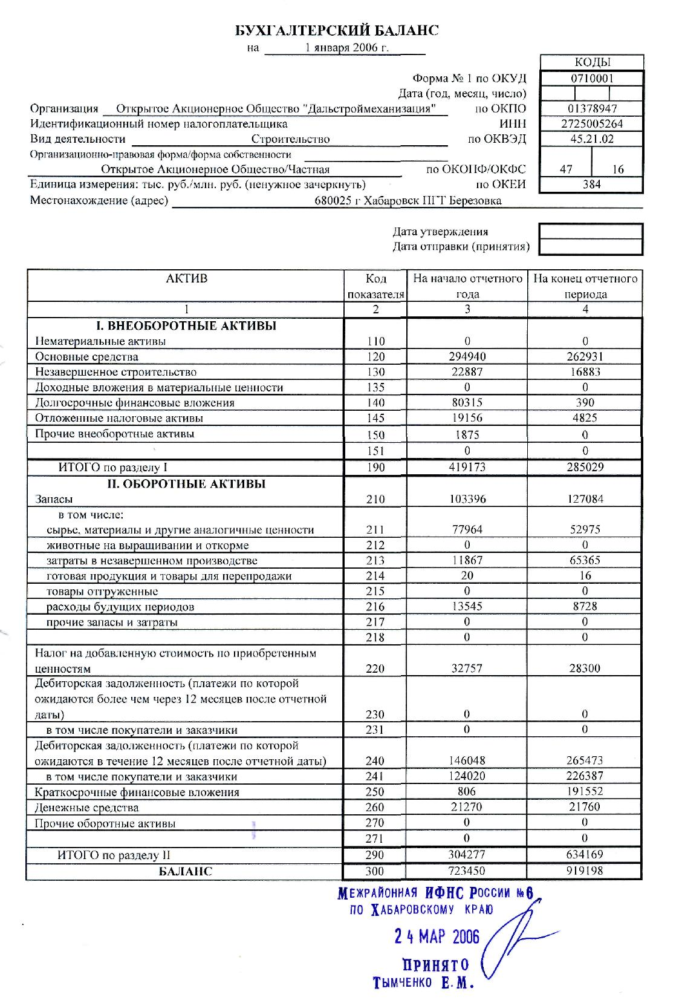 БУХГАЛТЕРСКИЙ БАЛАНС
на 1 января 2006 г.
КОДЫ
Форма № 1 по ОКУД 0710001
Дата (год, месяц, число)
Организация Открытое Акционерное Общество "Дальстроймеханизация" по ОКПО 01378947
Идентификационный номер налогоплательщика ИНН 2725005264
Вид деятельности Строительство по ОКВЭД 45.21.02
Организационно-правовая форма/форма собственности
Открытое Акционерное Общество/Частная по ОКОПФ/ОКФС 47 16
Единица измерения: тыс. руб./млн. руб. (ненужное зачеркнуть) по ОКЕИ 384
Местонахождение (адрес) 680025 г Хабаровск ПГТ Березовка
Дата утверждения
Дата отправки (принятия)
АКТИВ Код На начало отчетного На конец отчетного
показателя года периода
1 2 3 4
I. ВНЕОБОРОТНЫЕ АКТИВЫ
Нематериальные активы 110 0 0
Основные средства 120 294940 262931
Незавершенное строительство 130 22887 16883
Доходные вложения в материальные ценности 135 0 0
Долгосрочные финансовые вложения 140 80315 390
Отложенные налоговые активы 145 19156 4825
Прочие внеоборотные активы 150 1875 0
151 0 0
ИТОГО по разделу I 190 419173 285029
II. ОБОРОТНЫЕ АКТИВЫ
Запасы 210 103396 127084
в том числе:
сырье, материалы и другие аналогичные ценности 211 77964 52975
животные на выращивании и откорме 212 0 0
затраты в незавершенном производстве 213 11867 65365
готовая продукция и товары для перепродажи 214 20 16
товары отгруженные 215 0 0
расходы будущих периодов 216 13545 8728
прочие запасы и затраты 217 0 0
218 0 0
Налог на добавленную стоимость по приобретенным
ценностям 220 32757 28300
Дебиторская задолженность (платежи по которой
ожидаются более чем через 12 месяцев после отчетной
даты) 230 0 0
в том числе покупатели и заказчики 231 0 0
Дебиторская задолженность (платежи по которой
ожидаются в течение 12 месяцев после отчетной даты) 240 146048 265473
в том числе покупатели и заказчики 241 124020 226387
Краткосрочные финансовые вложения 250 806 191552
Денежные средства 260 21270 21760
Прочие оборотные активы 270 0 0
271 0 0
ИТОГО по разделу II 290 304277 634169
БАЛАНС 300 723450 919198
МЕЖРАЙОННАЯ ИФНС РОССИИ №6
ПО ХАБАРОВСКОМУ КРАЮ
24 МАР 2006
ПРИНЯТО
ТЫМЧЕНКО Е.М.